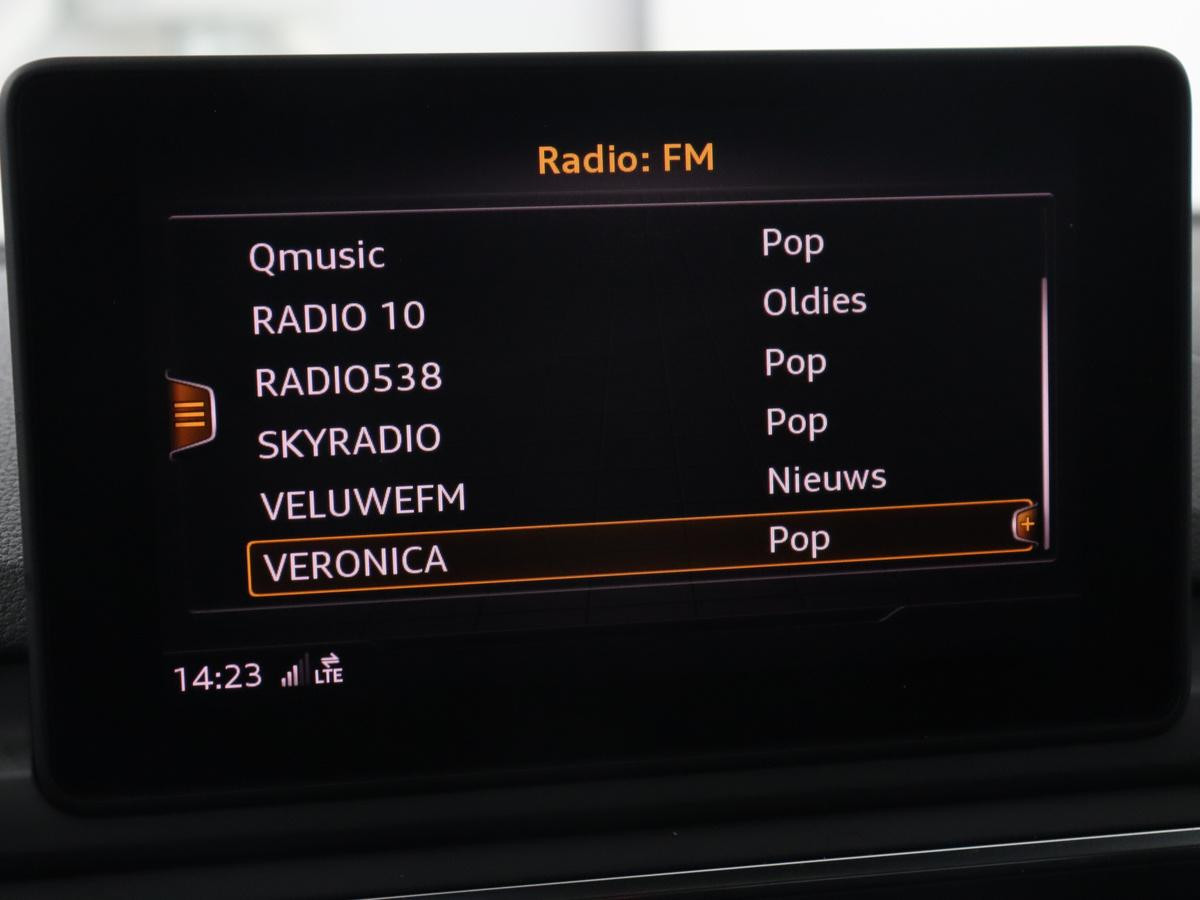 Radio: FM
Qmusic Pop
RADIO 10 Oldies
RADIO538 Pop
SKYRADIO Pop
VELUWEFM Nieuws
VERONICA Pop
14:23 LTE